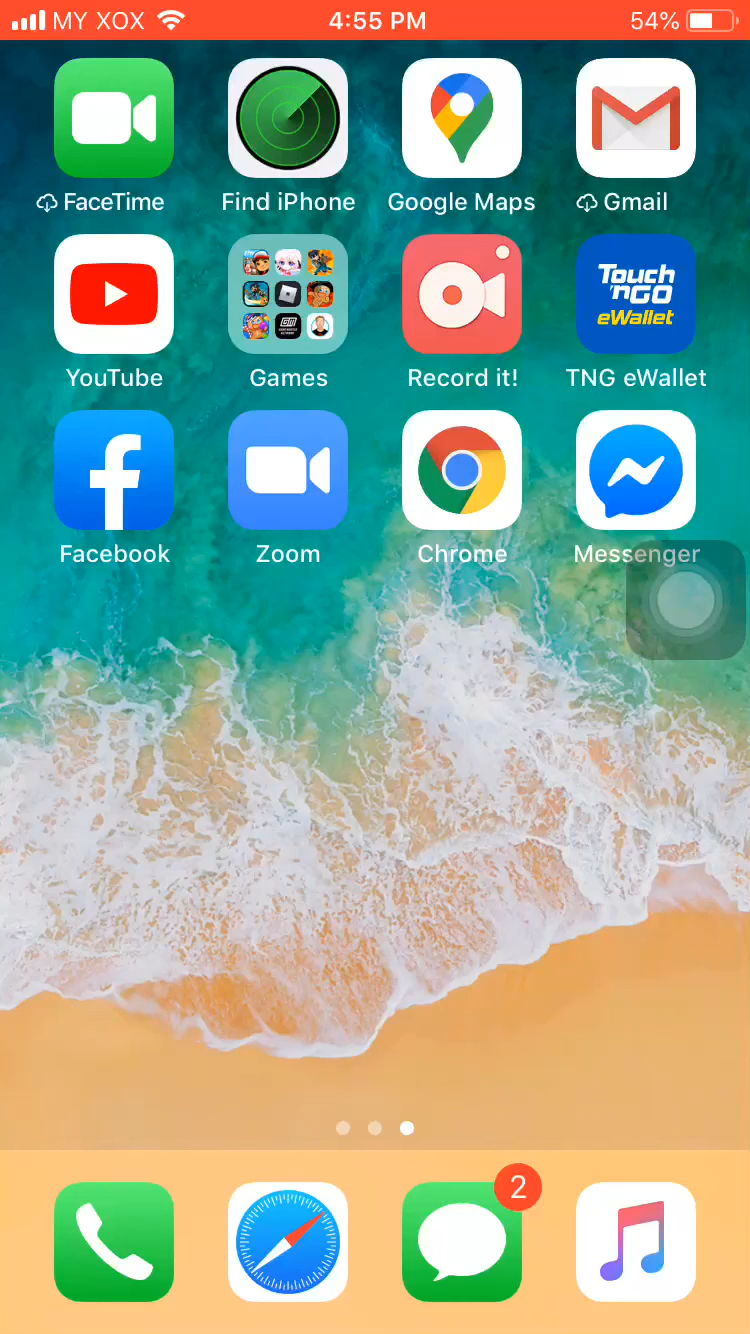 MY XOX 4:55 PM 54%
FaceTime Find iPhone Google Maps Gmail
Touch
'nGO
eWallet
YouTube Games Record it! TNG eWallet
Facebook Zoom Chrome Messenger
2